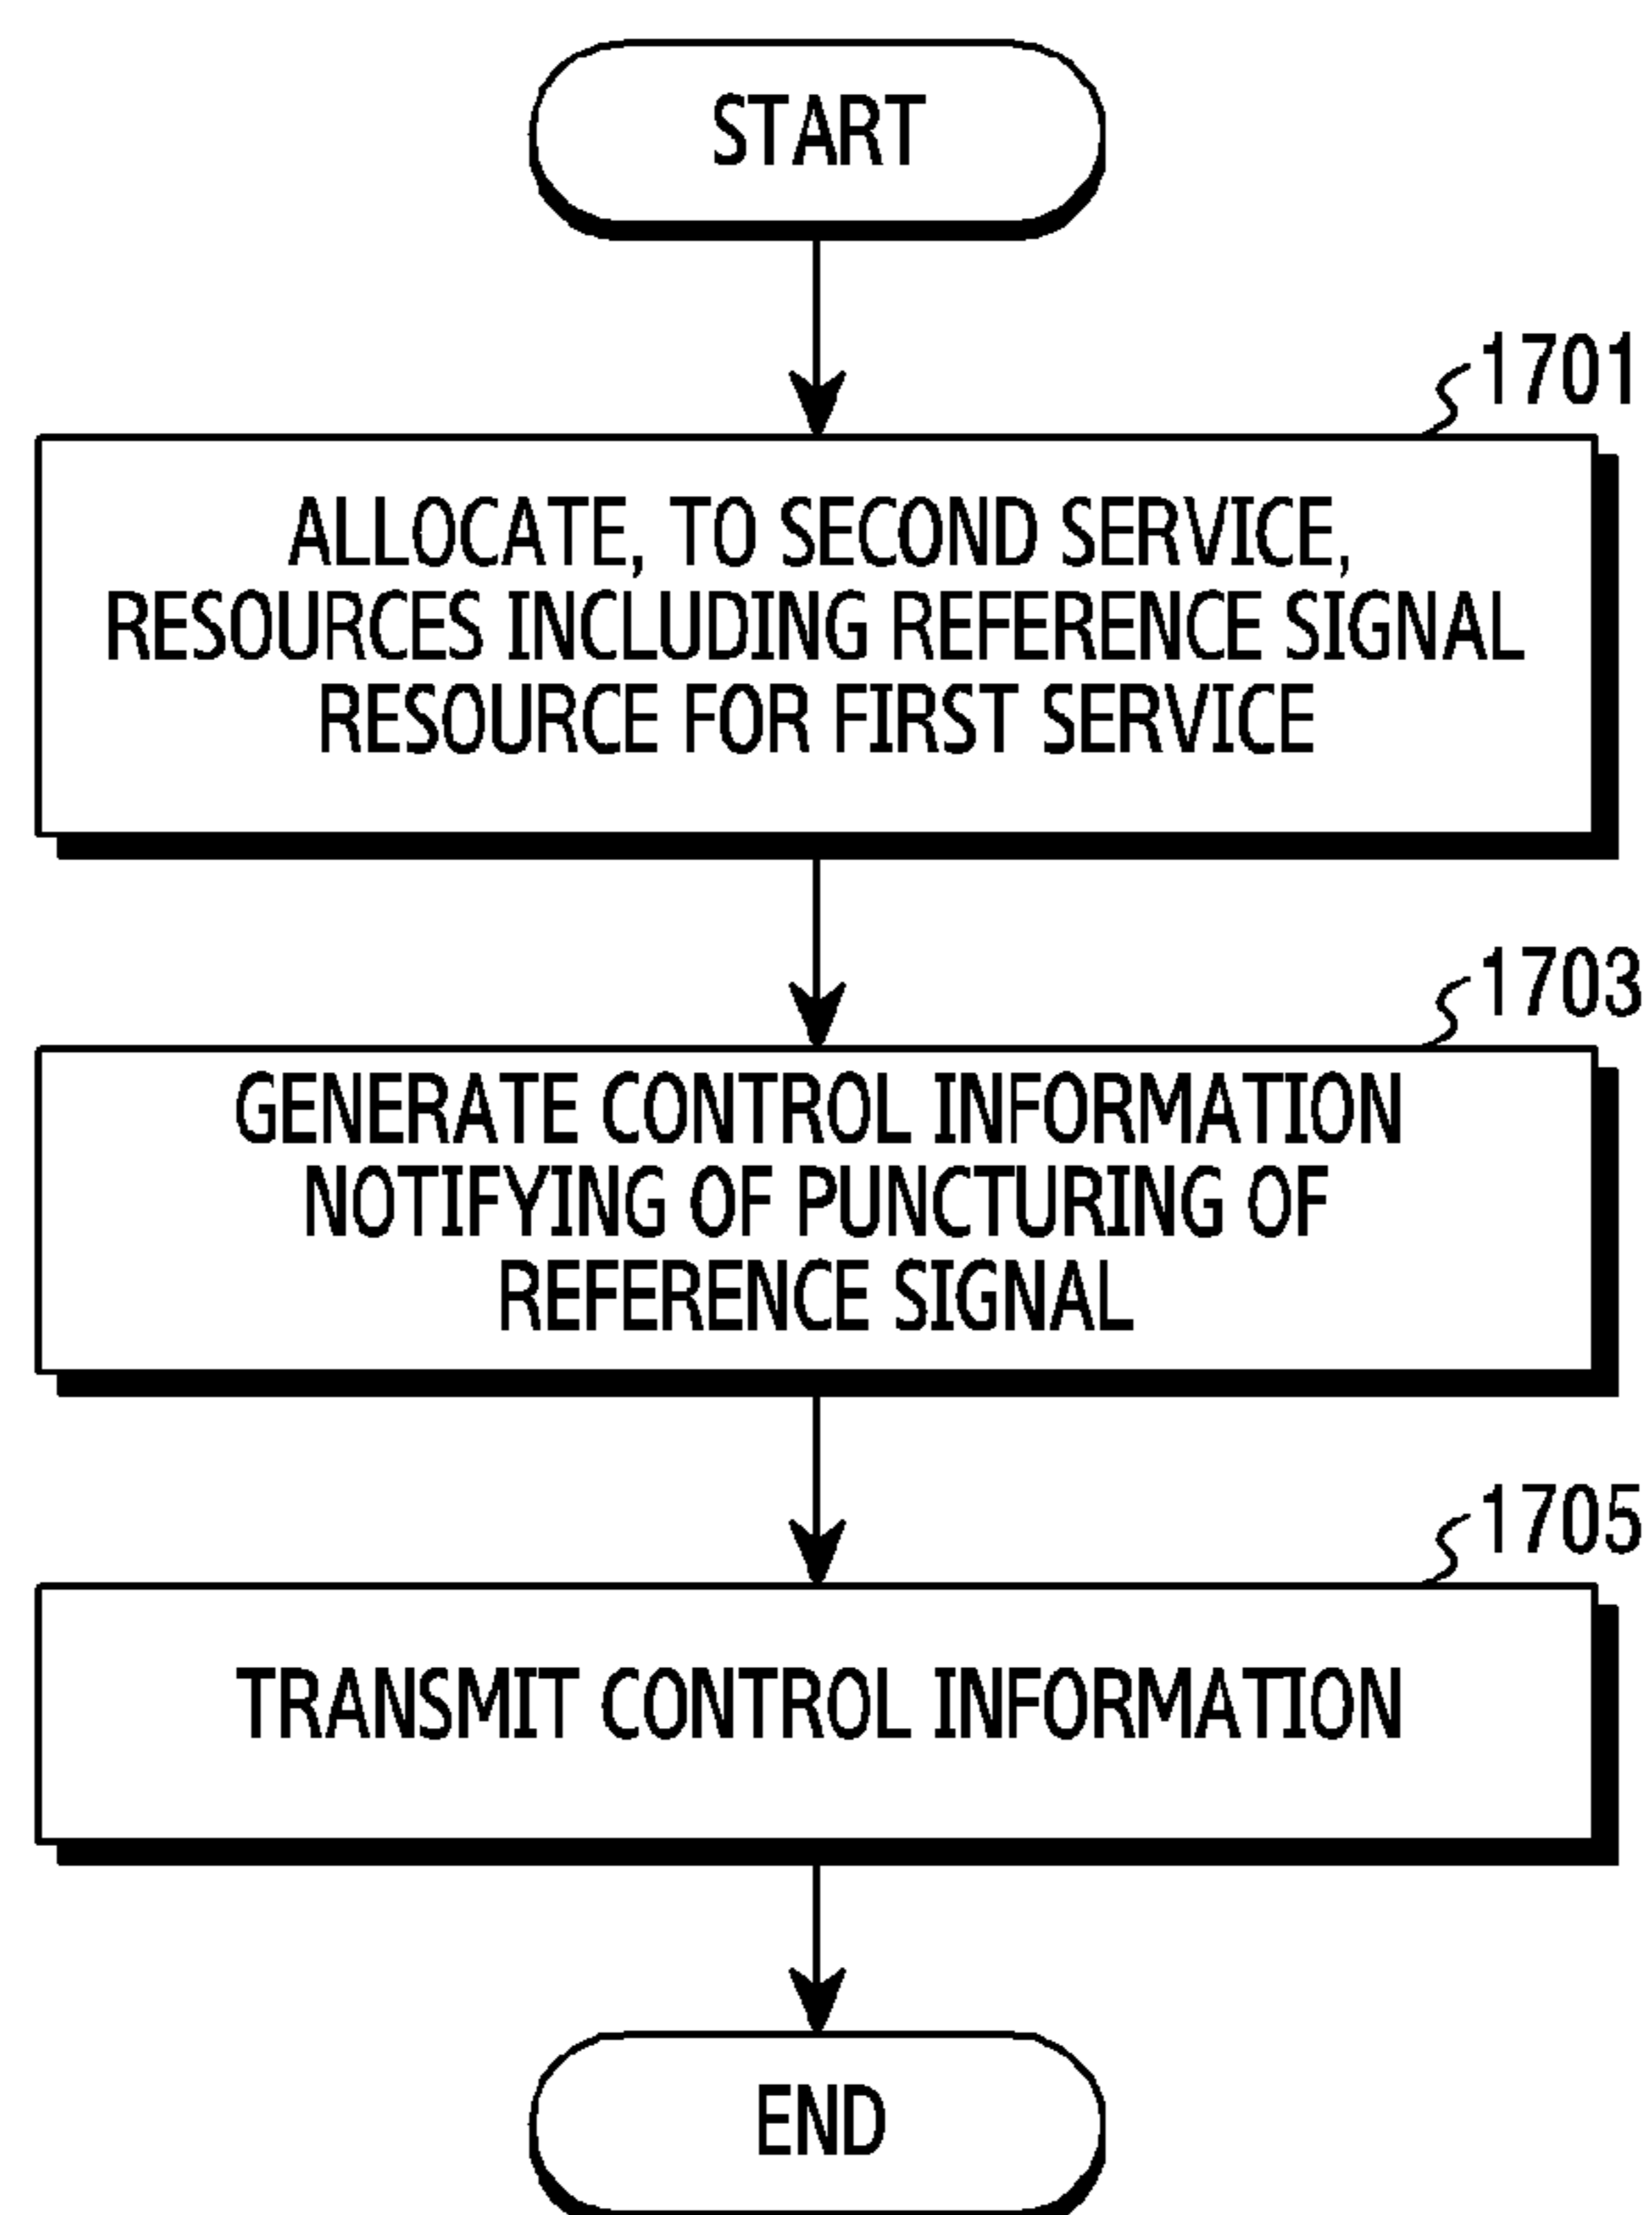 START
1701
ALLOCATE, TO SECOND SERVICE,
RESOURCES INCLUDING REFERENCE SIGNAL
RESOURCE FOR FIRST SERVICE
1703
GENERATE CONTROL INFORMATION
NOTIFYING OF PUNCTURING OF
REFERENCE SIGNAL
1705
TRANSMIT CONTROL INFORMATION
END